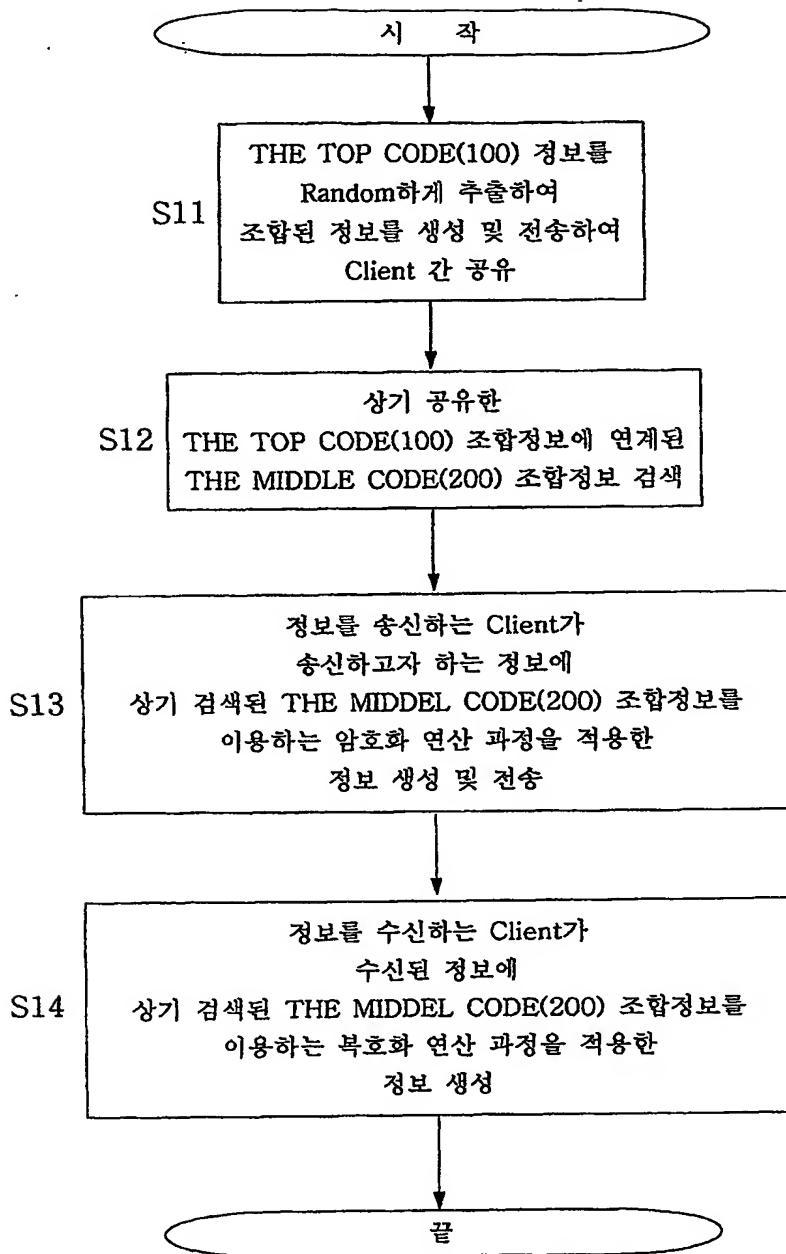 시 작
THE TOP CODE(100) 정보를
Random하게 추출하여
S11
조합된 정보를 생성 및 전송하여
Client 간 공유
상기 공유한
S12
THE TOP CODE(100) 조합정보에 연계된
THE MIDDLE CODE(200) 조합정보 검색
정보를 송신하는 Client가
송신하고자 하는 정보에
S13
상기 검색된 THE MIDDEL CODE(200) 조합정보를
이용하는 암호화 연산 과정을 적용한
정보 생성 및 전송
정보를 수신하는 Client가
수신된 정보에
S14
상기 검색된 THE MIDDEL CODE(200) 조합정보를
이용하는 복호화 연산 과정을 적용한
정보 생성
끝